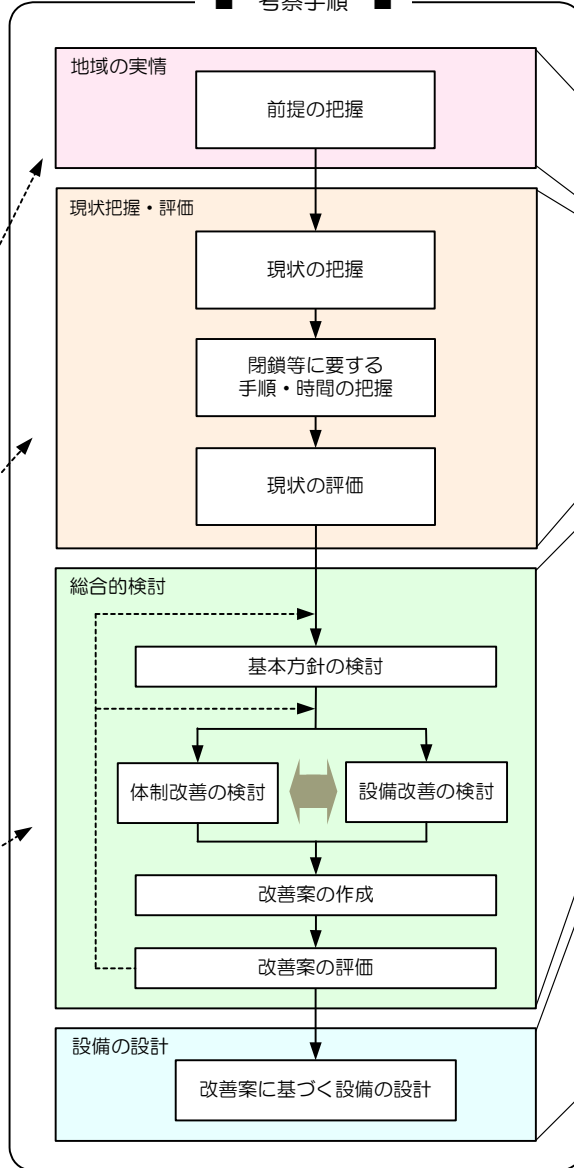 ■ 考察手順 ■
地域の実情
前提の把握
現状把握・評価
現状の把握
閉鎖等に要する
手順・時間の把握
現状の評価
総合的検討
基本方針の検討
体制改善の検討
設備改善の検討
改善案の作成
改善案の評価
設備の設計
改善案に基づく設備の設計